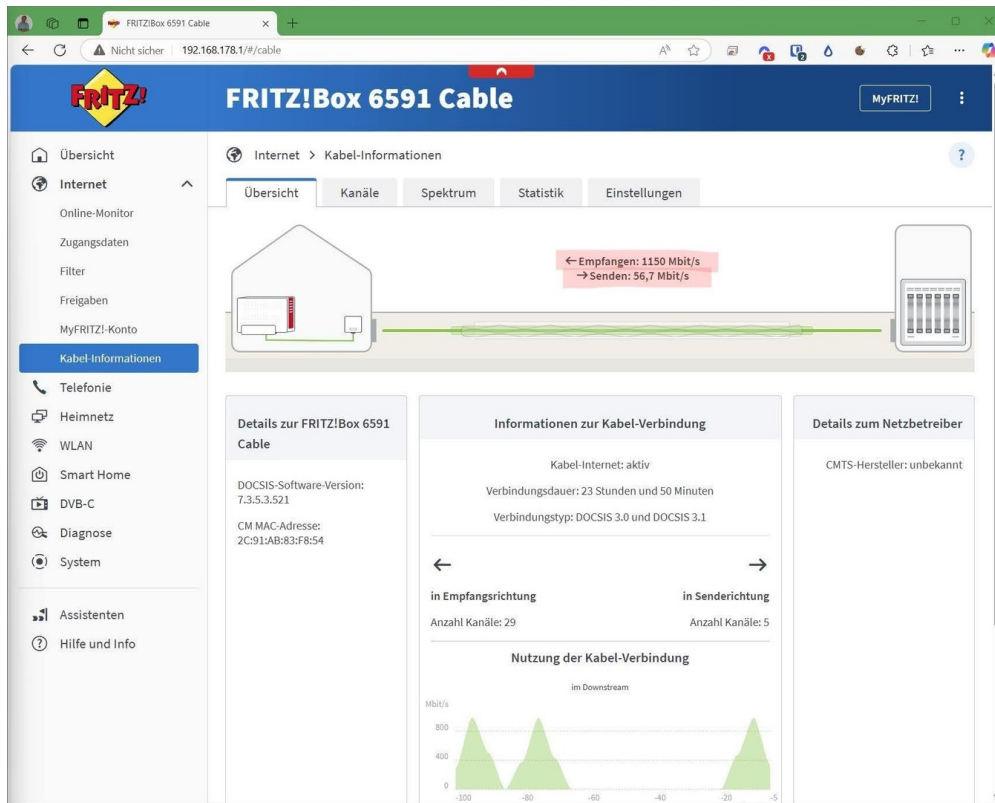 FRITZ!Box 6591 Cable
Nicht sicher 192.168.178.1/#/cable
FRITZ!
FRITZ!Box 6591 Cable
MyFRITZ!
Übersicht
Internet
Online-Monitor
Zugangsdaten
Filter
Freigaben
MyFRITZ!-Konto
Kabel-Informationen
Telefonie
Heimnetz
WLAN
Smart Home
DVB-C
Diagnose
System
Assistenten
Hilfe und Info
Internet > Kabel-Informationen
?
Übersicht Kanäle Spektrum Statistik Einstellungen
← Empfangen: 1150 Mbit/s
→ Senden: 56,7 Mbit/s
Details zur FRITZ!Box 6591
Cable
DOCSIS-Software-Version:
7.3.5.3.521
CM MAC-Adresse:
2C:91:AB:83:F8:54
Informationen zur Kabel-Verbindung
Kabel-Internet: aktiv
Verbindungsdauer: 23 Stunden und 50 Minuten
Verbindungstyp: DOCSIS 3.0 und DOCSIS 3.1
in Empfangsrichtung in Senderichtung
Anzahl Kanäle: 29 Anzahl Kanäle: 5
Nutzung der Kabel-Verbindung
im Downstream
Mbit/s
800
400
0
-100 -80 -60 -40 -20 -5
Details zum Netzbetreiber
CMTS-Hersteller: unbekannt